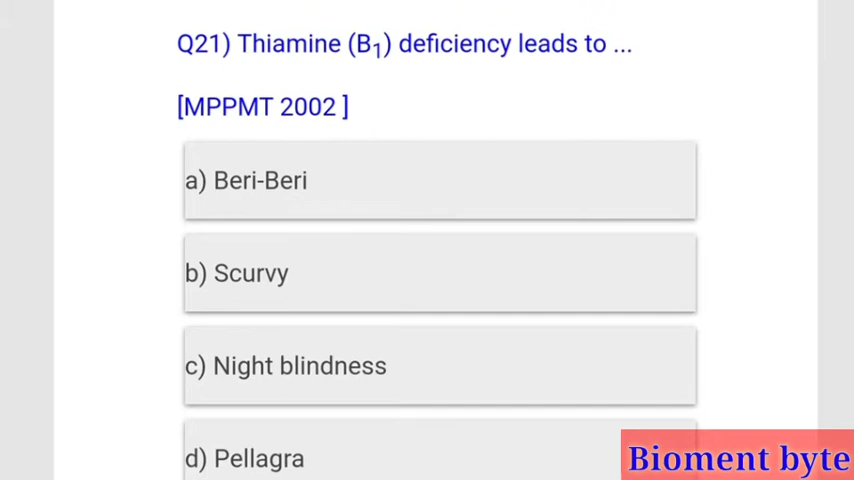 Q21) Thiamine (B₁) deficiency leads to ...
[MPPMT 2002 ]
a) Beri-Beri
b) Scurvy
c) Night blindness
d) Pellagra
Bioment byte